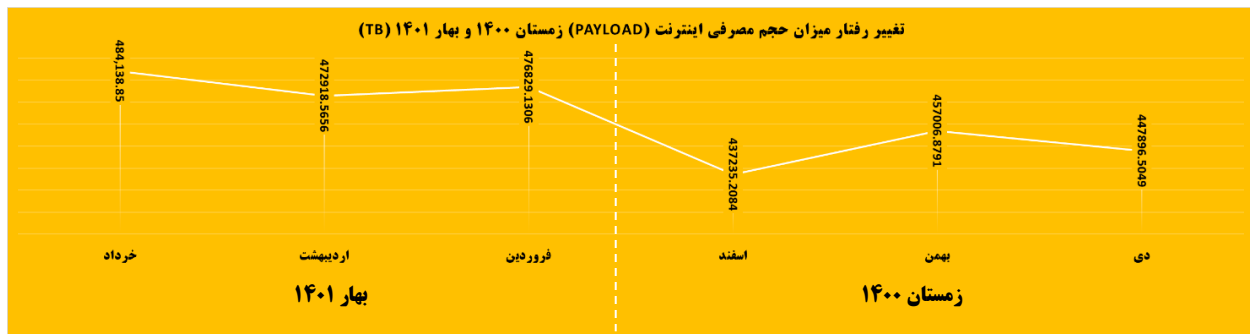 تغییر رفتار میزان حجم مصرفی اینترنت (PAYLOAD) زمستان ۱۴۰۰ و بهار ۱۴۰۱ (TB)
447896.5049
457006.8791
437235.2084
476829.1306
472918.5656
484,138.85
دی بهمن اسفند فروردین اردیبهشت خرداد
زمستان ۱۴۰۰ بهار ۱۴۰۱